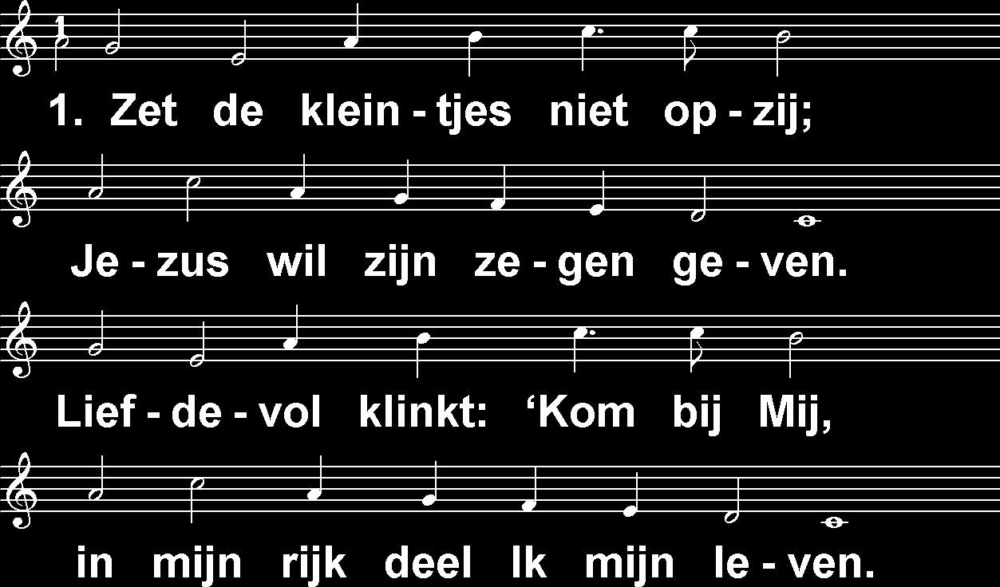 1
1. Zet de klein - tjes niet op - zij;
Je - zus wil zijn ze - gen ge - ven.
Lief - de - vol klinkt: ‘Kom bij Mij,
in mijn rijk deel Ik mijn le - ven.